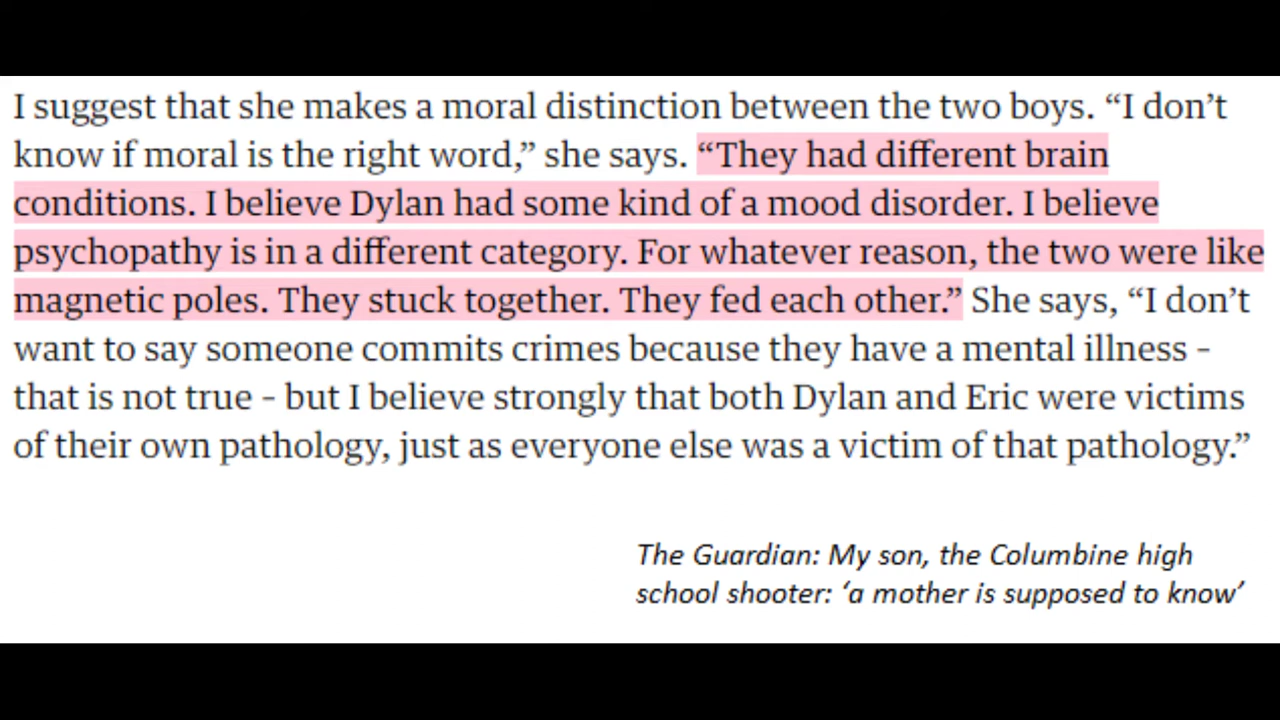 I suggest that she makes a moral distinction between the two boys. “I don’t
know if moral is the right word,” she says. “They had different brain
conditions. I believe Dylan had some kind of a mood disorder. I believe
psychopathy is in a different category. For whatever reason, the two were like
magnetic poles. They stuck together. They fed each other.” She says, “I don’t
want to say someone commits crimes because they have a mental illness –
that is not true – but I believe strongly that both Dylan and Eric were victims
of their own pathology, just as everyone else was a victim of that pathology.”
The Guardian: My son, the Columbine high
school shooter: ‘a mother is supposed to know’